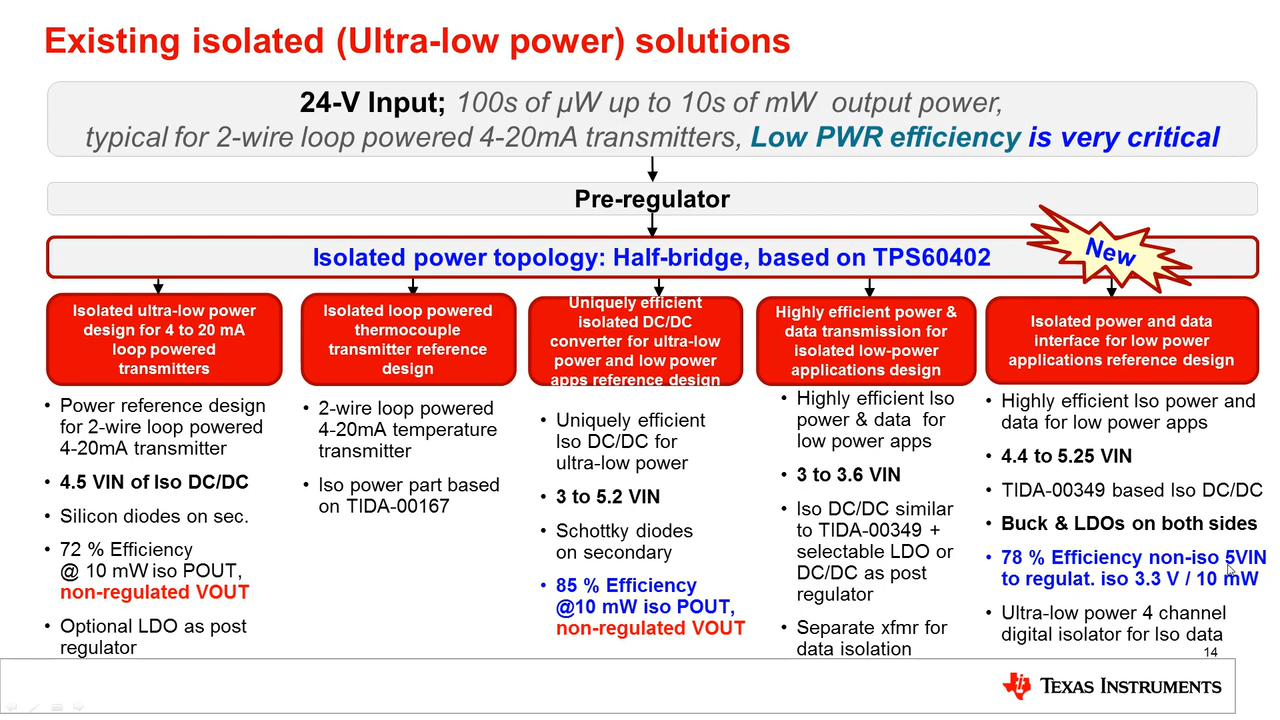 Existing isolated (Ultra-low power) solutions
24-V Input; 100s of µW up to 10s of mW output power,
typical for 2-wire loop powered 4-20mA transmitters, Low PWR efficiency is very critical
Pre-regulator
Isolated power topology: Half-bridge, based on TPS60402
New
Isolated ultra-low power
design for 4 to 20 mA
loop powered
transmitters
• Power reference design
for 2-wire loop powered
4-20mA transmitter
• 4.5 VIN of Iso DC/DC
• Silicon diodes on sec.
• 72 % Efficiency
@ 10 mW iso POUT,
non-regulated VOUT
• Optional LDO as post
regulator
Isolated loop powered
thermocouple
transmitter reference
design
• 2-wire loop powered
4-20mA temperature
transmitter
• Iso power part based
on TIDA-00167
Uniquely efficient
isolated DC/DC
converter for ultra-low
power and low power
apps reference design
• Uniquely efficient
Iso DC/DC for
ultra-low power
• 3 to 5.2 VIN
• Schottky diodes
on secondary
• 85 % Efficiency
@10 mW iso POUT,
non-regulated VOUT
Highly efficient power &
data transmission for
isolated low-power
applications design
• Highly efficient Iso
power & data for
low power apps
• 3 to 3.6 VIN
• Iso DC/DC similar
to TIDA-00349 +
selectable LDO or
DC/DC as post
regulator
• Separate xfmr for
data isolation
Isolated power and data
interface for low power
applications reference design
• Highly efficient Iso power and
data for low power apps
• 4.4 to 5.25 VIN
• TIDA-00349 based Iso DC/DC
• Buck & LDOs on both sides
• 78 % Efficiency non-iso 5VIN
to regulat. iso 3.3 V / 10 mW
• Ultra-low power 4 channel
digital isolator for Iso data
14
TEXAS INSTRUMENTS